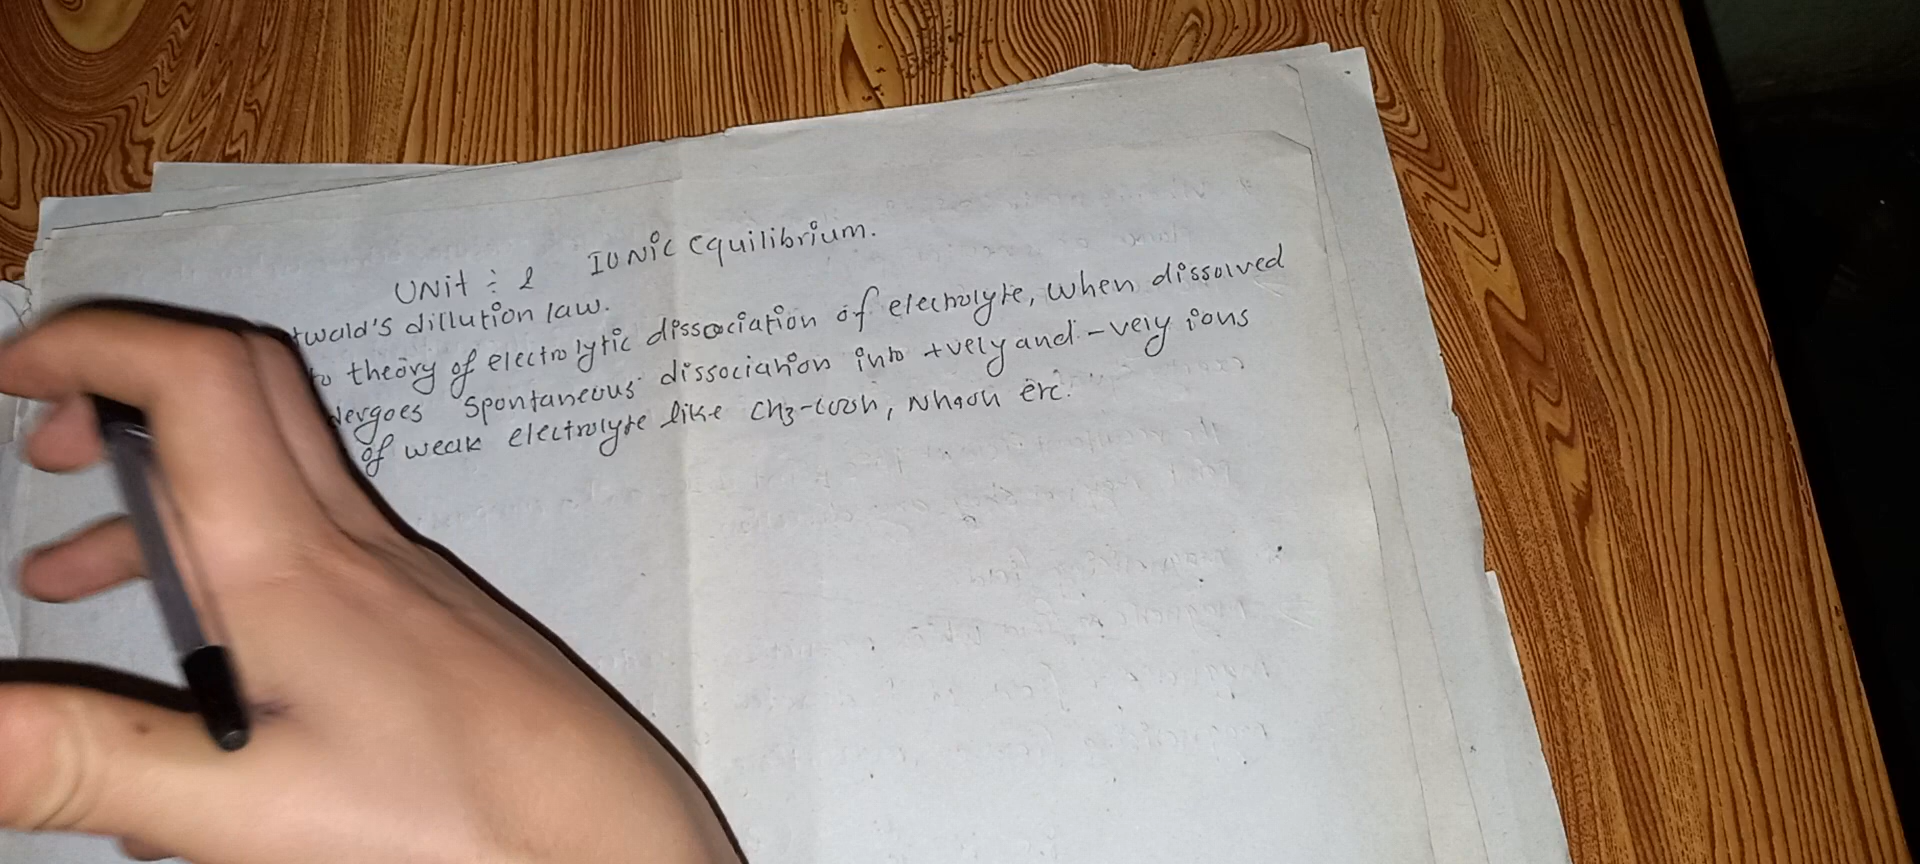 UNit : 2 IONic equilibrium.
twald's dillution law.
to theory of electrolytic dissociation of electrolyte, when dissolved
dergoes spontaneous dissociation into +vely and -vely ions
of weak electrolyte like CH3-COOH, NH4OH etc.